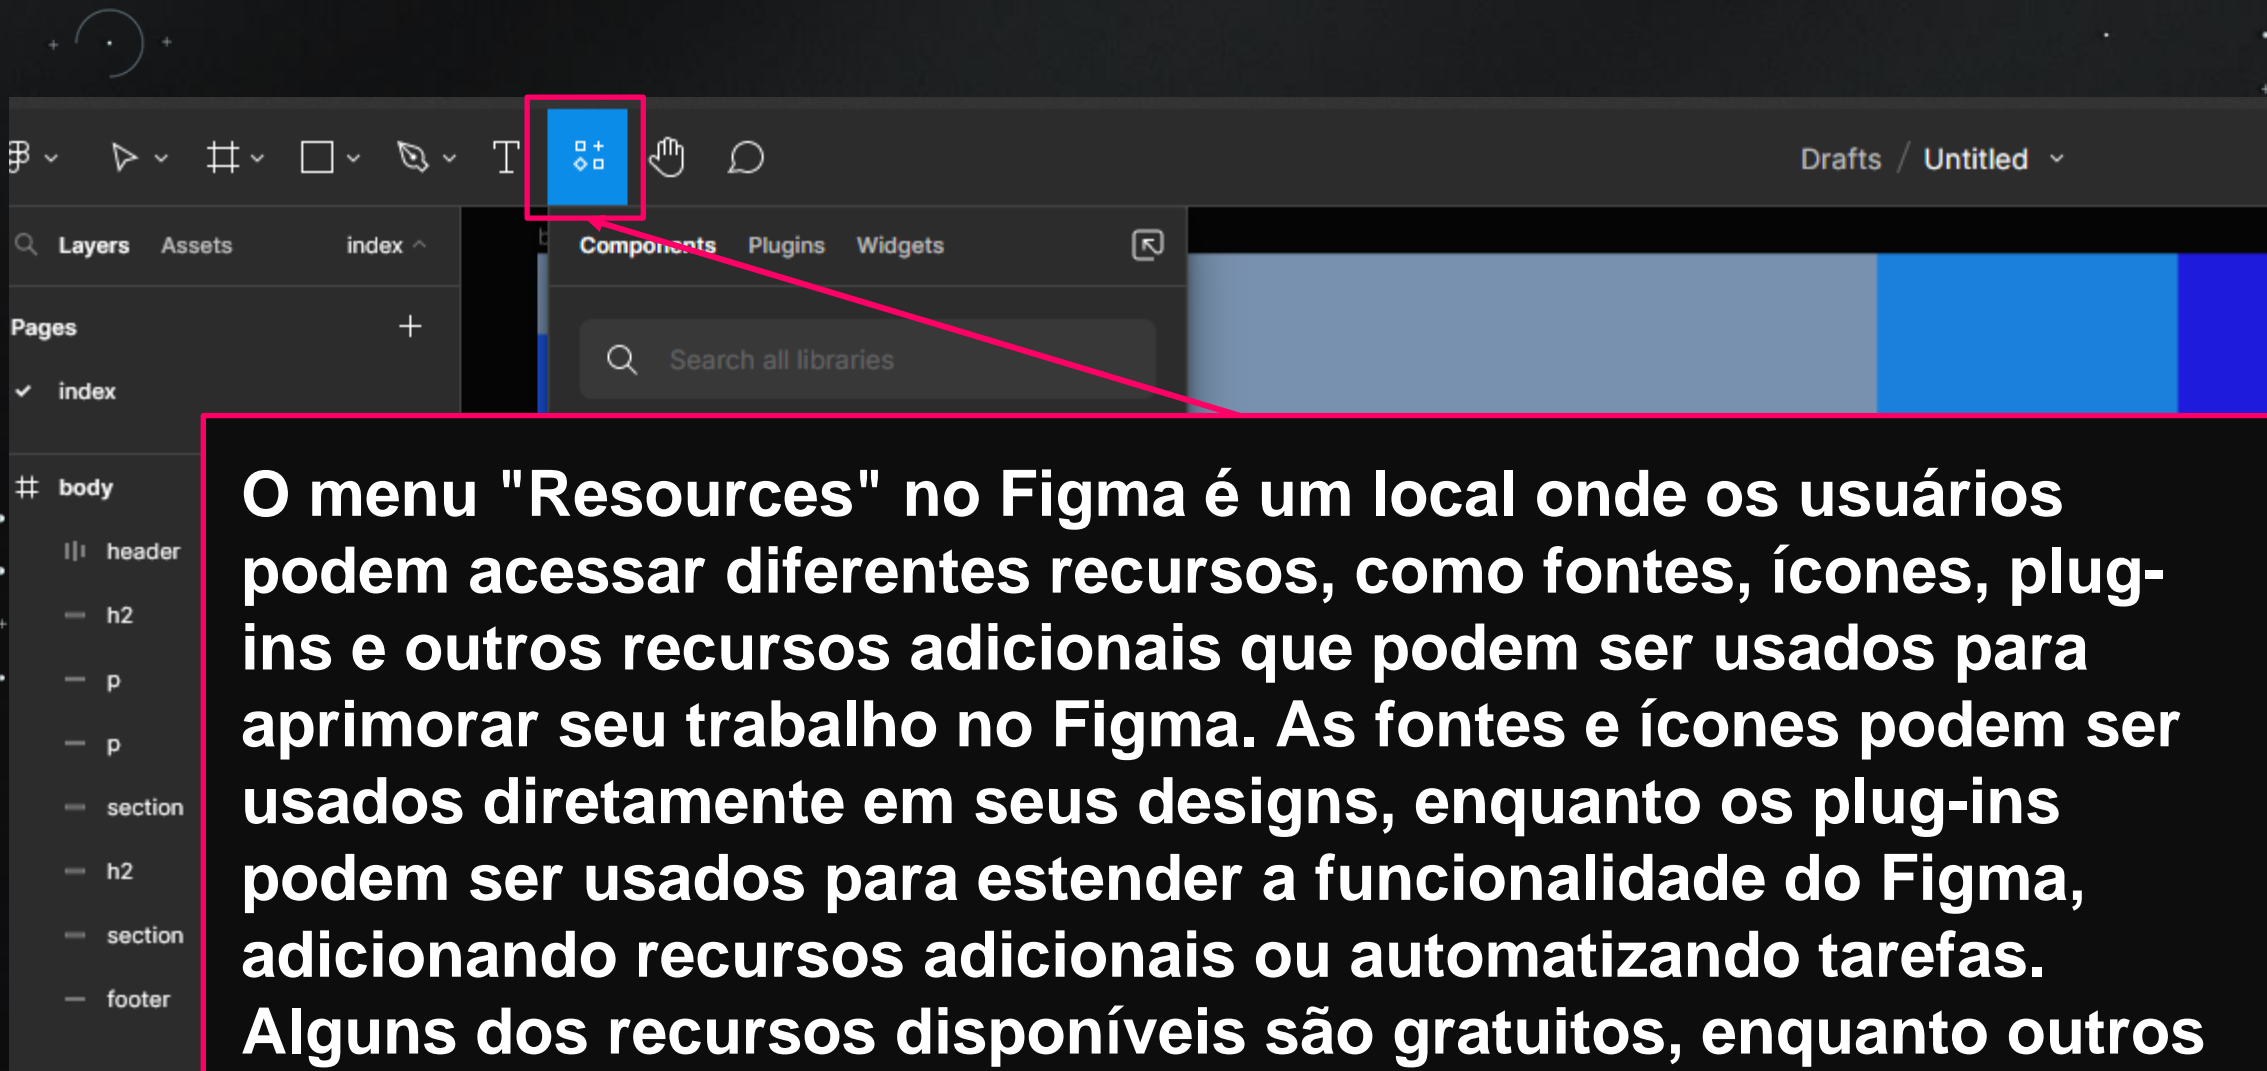 T
Drafts / Untitled
Layers Assets index
Components Plugins Widgets
Pages
Search all libraries
index
body
header
h2
p
p
section
h2
section
footer
O menu "Resources" no Figma é um local onde os usuários
podem acessar diferentes recursos, como fontes, ícones, plug-
ins e outros recursos adicionais que podem ser usados para
aprimorar seu trabalho no Figma. As fontes e ícones podem ser
usados diretamente em seus designs, enquanto os plug-ins
podem ser usados para estender a funcionalidade do Figma,
adicionando recursos adicionais ou automatizando tarefas.
Alguns dos recursos disponíveis são gratuitos, enquanto outros